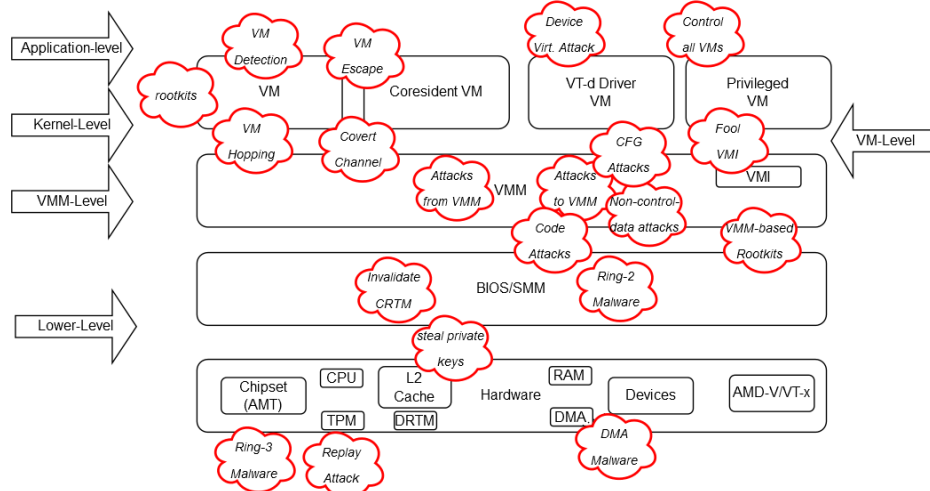 Application-level
VM
Detection
VM
Escape
Device
Virt. Attack
Control
all VMs
rootkits
VM
Coresident VM
VT-d Driver
VM
Privileged
VM
Kernel-Level
VM
Hopping
Covert
Channel
CFG
Attacks
Fool
VMI
VM-Level
VMM-Level
Attacks
from VMM
VMM
Attacks
to VMM
VMI
Non-control-
data attacks
Code
Attacks
VMM-based
Rootkits
Invalidate
CRTM
BIOS/SMM
Ring-2
Malware
Lower-Level
steal private
keys
Chipset
(AMT)
CPU
L2
Cache
Hardware
RAM
Devices
AMD-V/VT-x
TPM
DRTM
DMA
Ring-3
Malware
Replay
Attack
DMA
Malware